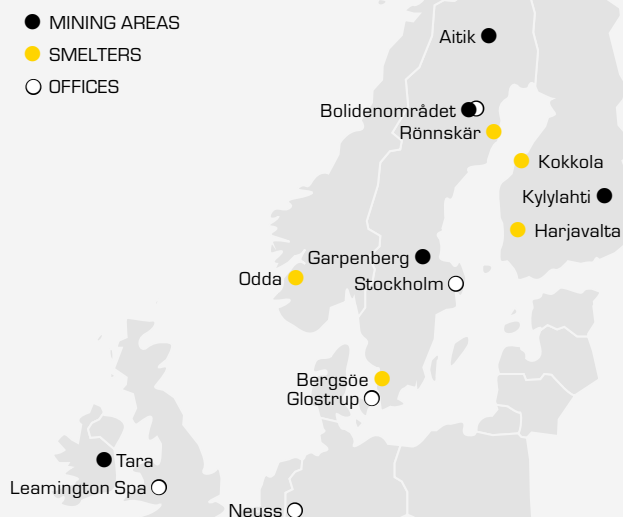 MINING AREAS
SMELTERS
OFFICES
Aitik
Bolidenområdet
Rönnskär
Kokkola
Kylylahti
Harjavalta
Garpenberg
Odda
Stockholm
Bergsöe
Glostrup
Tara
Leamington Spa
Neuss